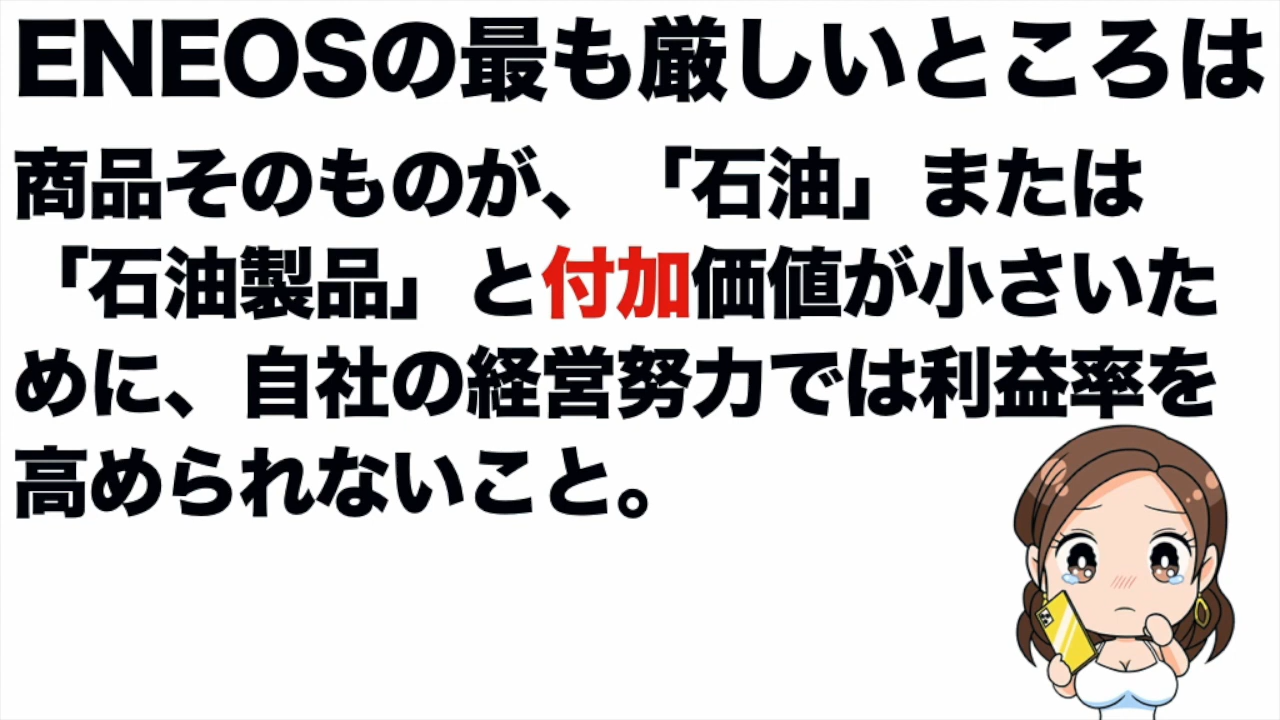 ENEOSの最も厳しいところは
商品そのものが、「石油」または
「石油製品」と付加価値が小さいた
めに、自社の経営努力では利益率を
高められないこと。